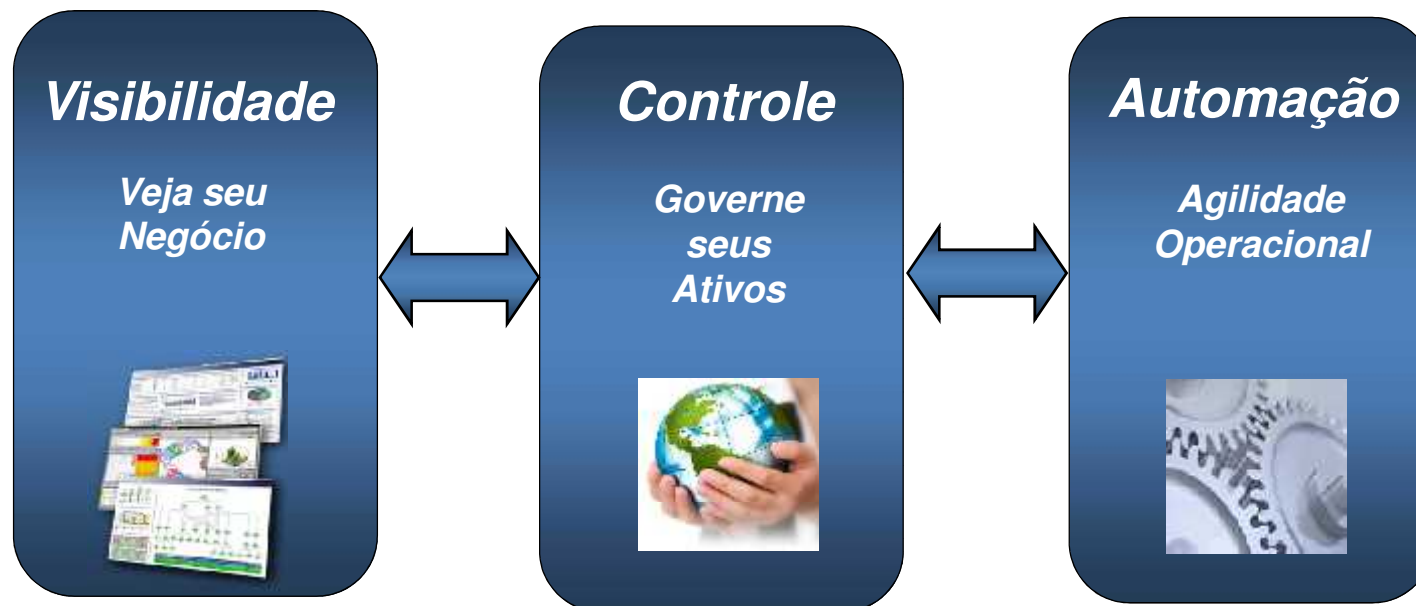 Visibilidade
Veja seu
Negócio
Controle
Governe
seus
Ativos
Automação
Agilidade
Operacional